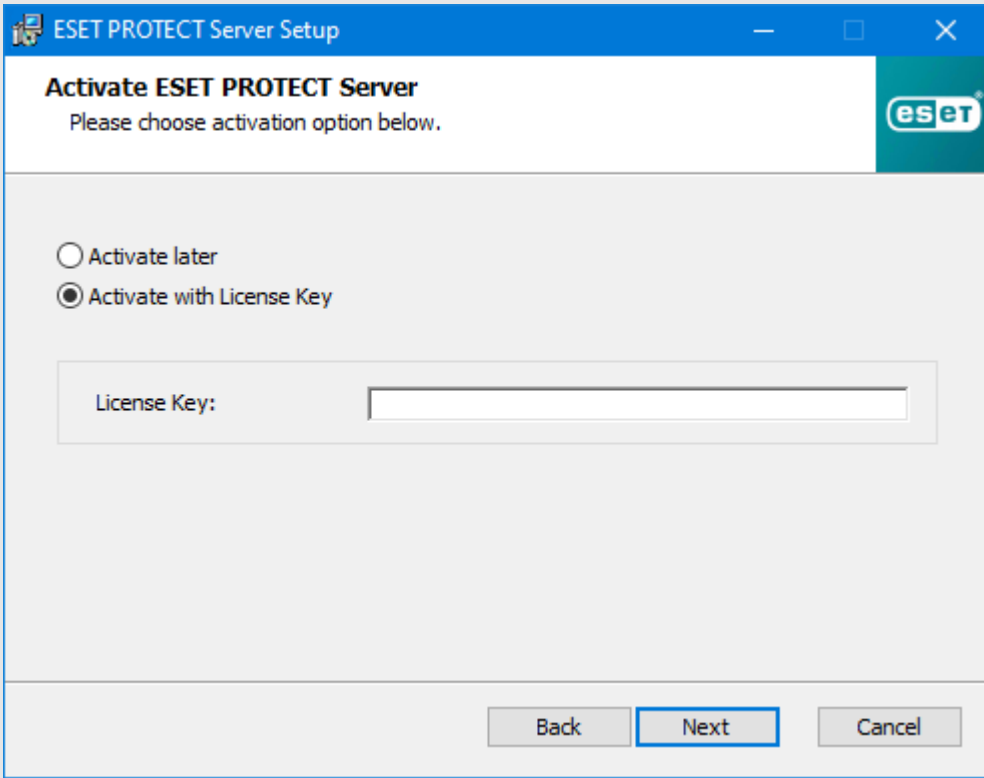 ESET PROTECT Server Setup
Activate ESET PROTECT Server
Please choose activation option below.
eseT®
Activate later
Activate with License Key
License Key:
Back Next Cancel